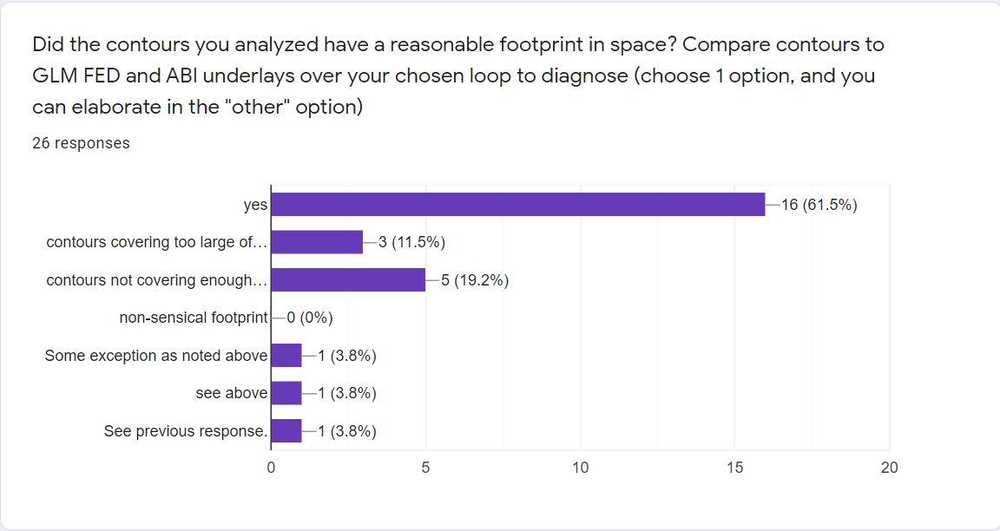 Did the contours you analyzed have a reasonable footprint in space? Compare contours to
GLM FED and ABI underlays over your chosen loop to diagnose (choose 1 option, and you
can elaborate in the "other" option)
26 responses
yes
16 (61.5%)
contours covering too large of…
3 (11.5%)
contours not covering enough…
5 (19.2%)
non-sensical footprint
0 (0%)
Some exception as noted above
1 (3.8%)
see above
1 (3.8%)
See previous response.
1 (3.8%)
0 5 10 15 20